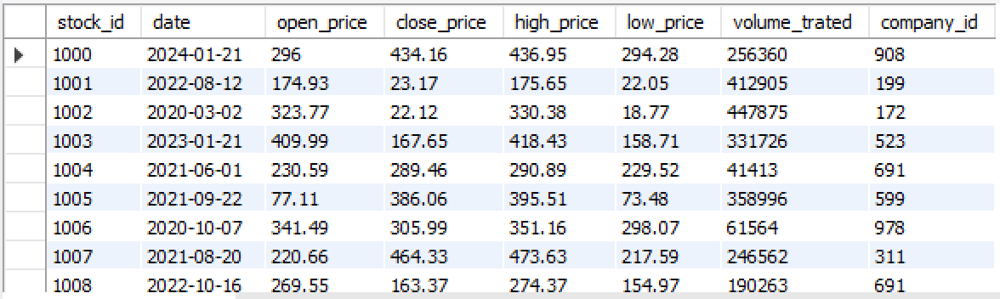 stock_id date open_price close_price high_price low_price volume_trated company_id
1000 2024-01-21 296 434.16 436.95 294.28 256360 908
1001 2022-08-12 174.93 23.17 175.65 22.05 412905 199
1002 2020-03-02 323.77 22.12 330.38 18.77 447875 172
1003 2023-01-21 409.99 167.65 418.43 158.71 331726 523
1004 2021-06-01 230.59 289.46 290.89 229.52 41413 691
1005 2021-09-22 77.11 386.06 395.51 73.48 358996 599
1006 2020-10-07 341.49 305.99 351.16 298.07 61564 978
1007 2021-08-20 220.66 464.33 473.63 217.59 246562 311
1008 2022-10-16 269.55 163.37 274.37 154.97 190263 691